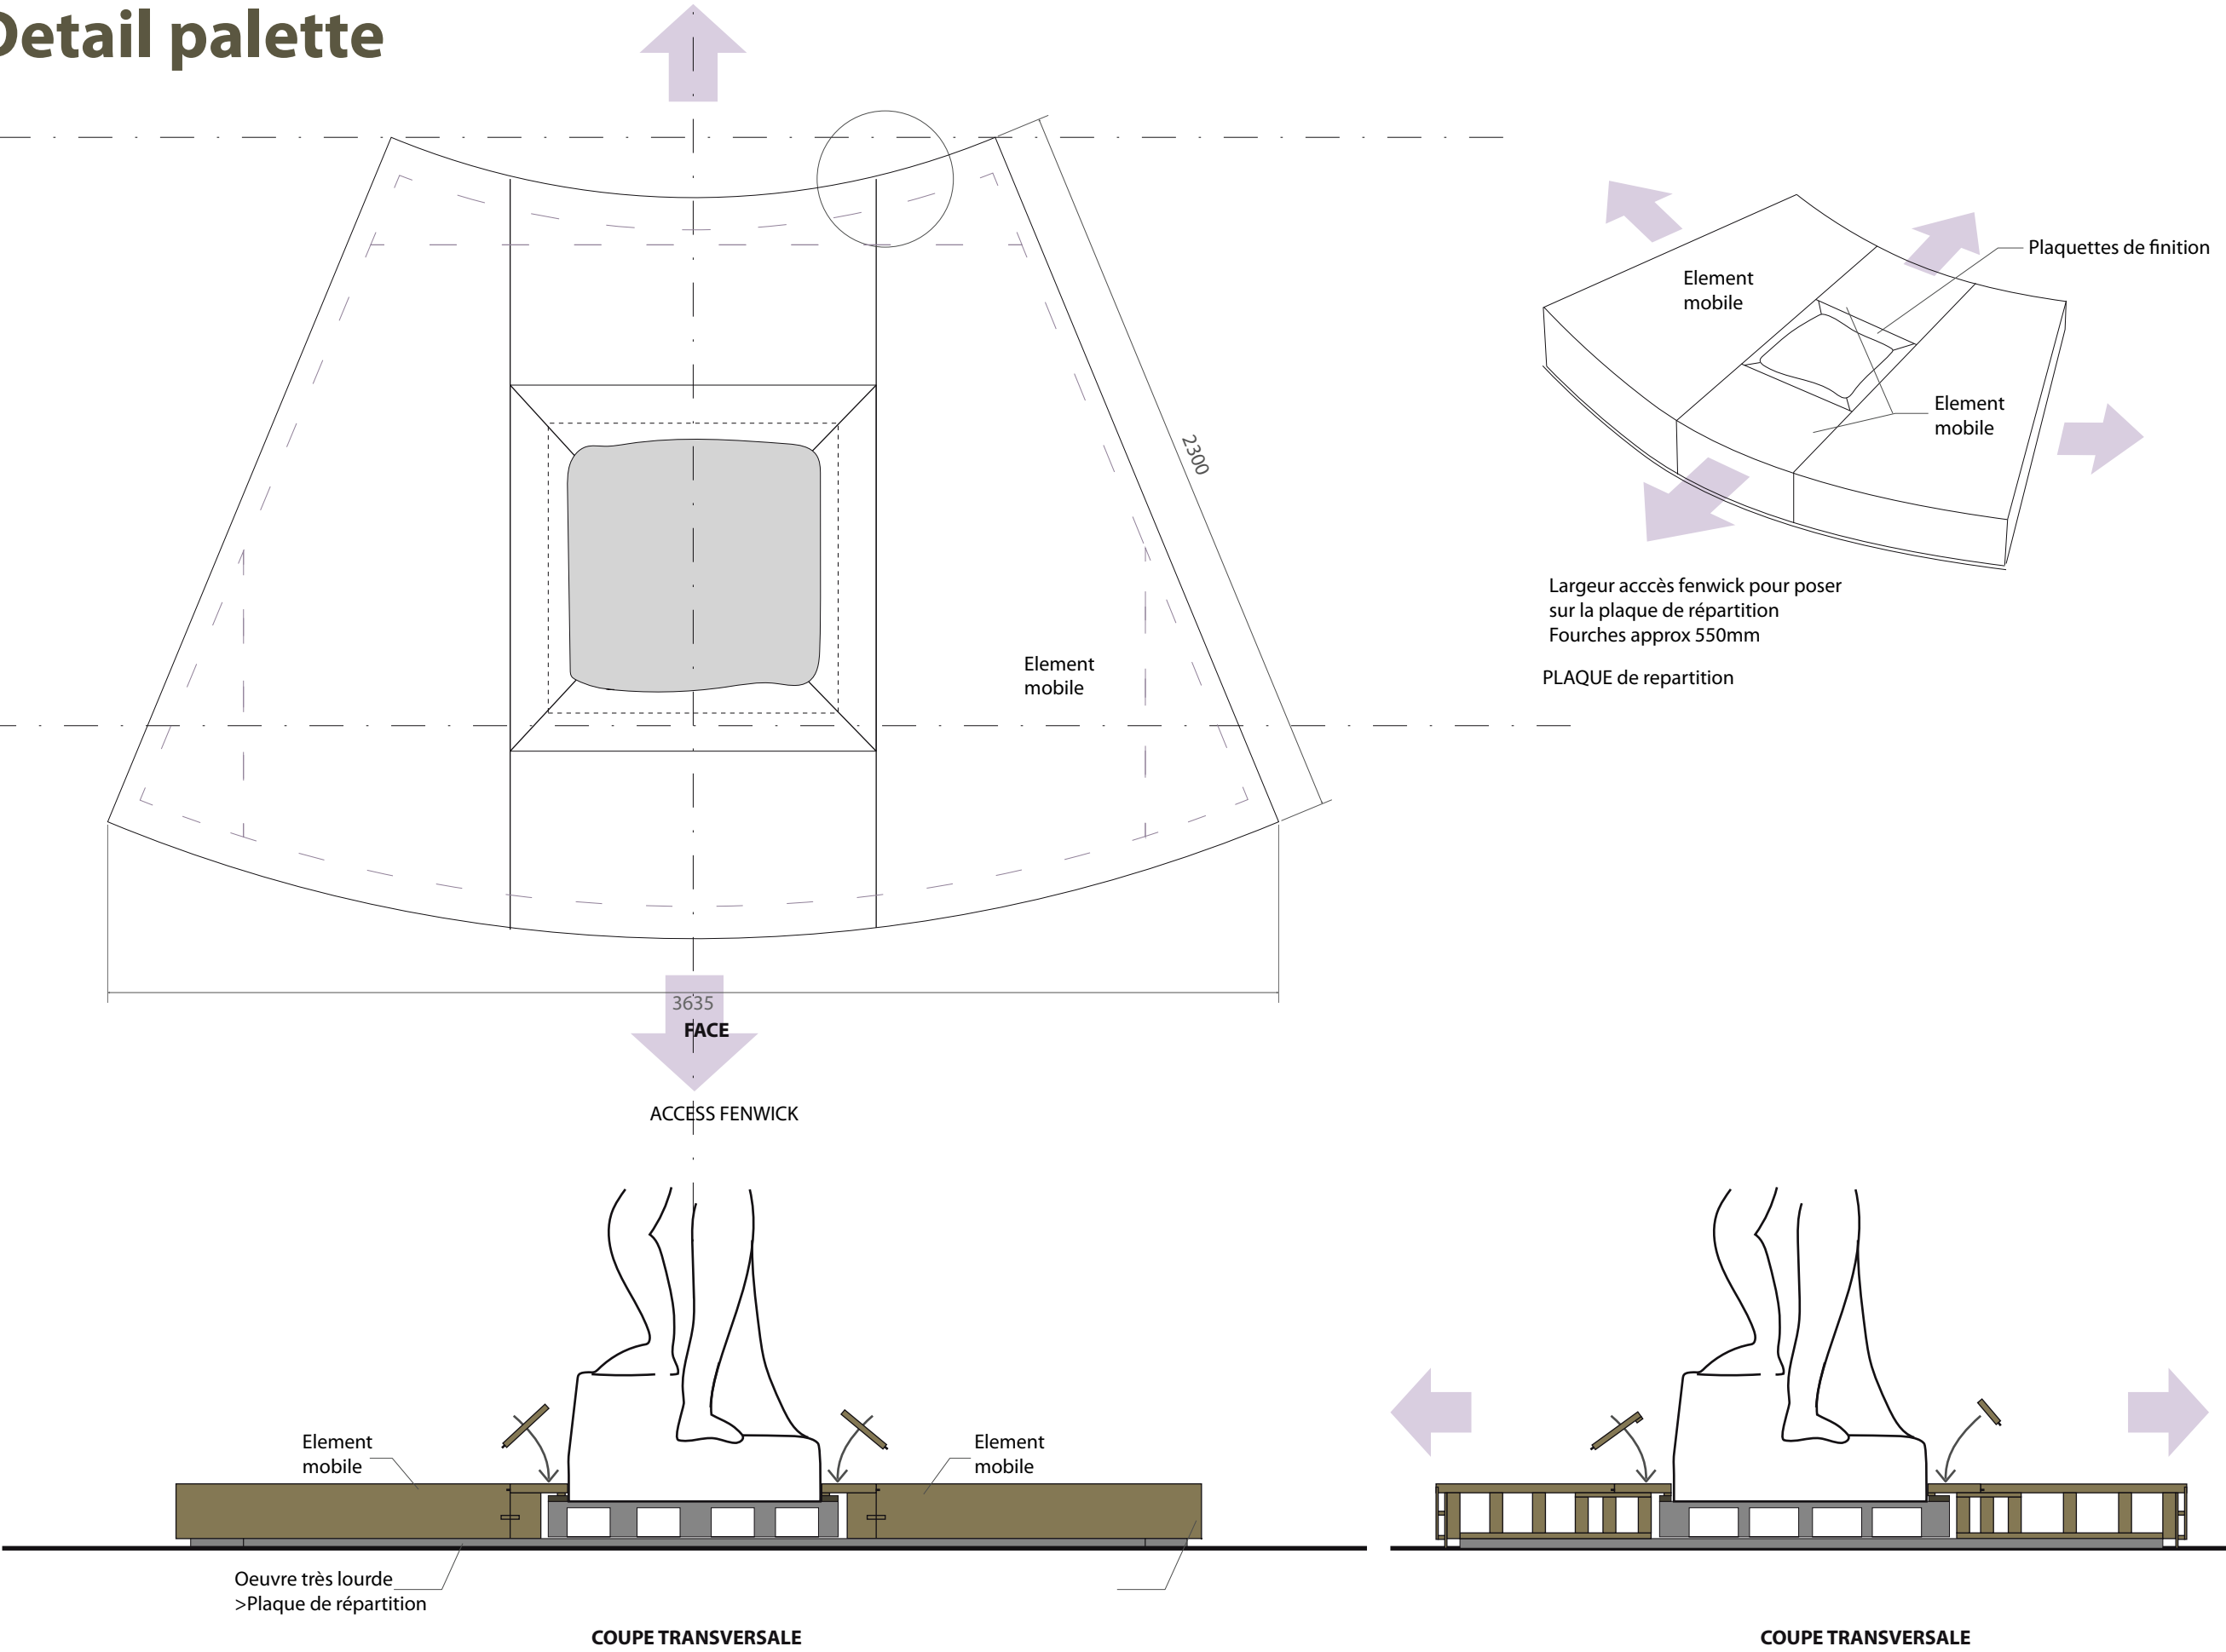 Detail palette
Plaquettes de finition
Element
mobile
Element
mobile
2300
Largeur acccès fenwick pour poser
sur la plaque de répartition
Fourches approx 550mm
Element
mobile
PLAQUE de repartition
3635
FACE
ACCESS FENWICK
Element
mobile
Element
mobile
Oeuvre très lourde
>Plaque de répartition
COUPE TRANSVERSALE
COUPE TRANSVERSALE